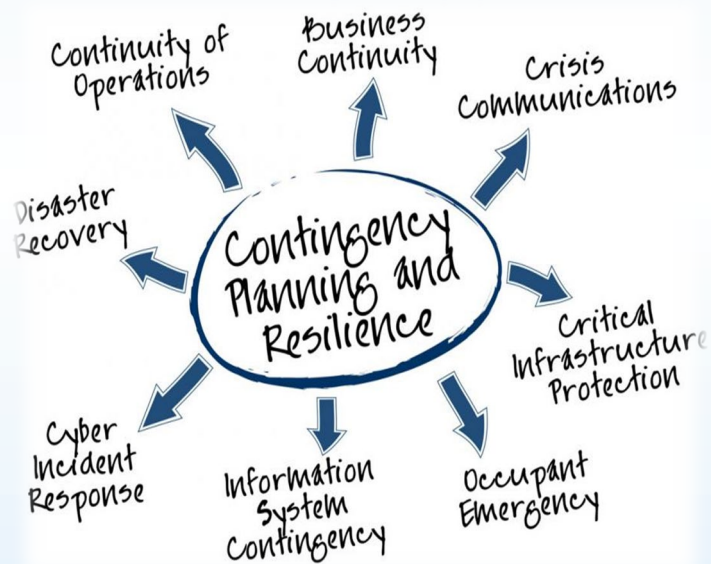 Continuity of
Operations
Business
Continuity
Crisis
Communications
Disaster
Recovery
Contingency
Planning and
Resilience
Critical
Infrastructure
Protection
Cyber
Incident
Response
Information
System
Contingency
Occupant
Emergency